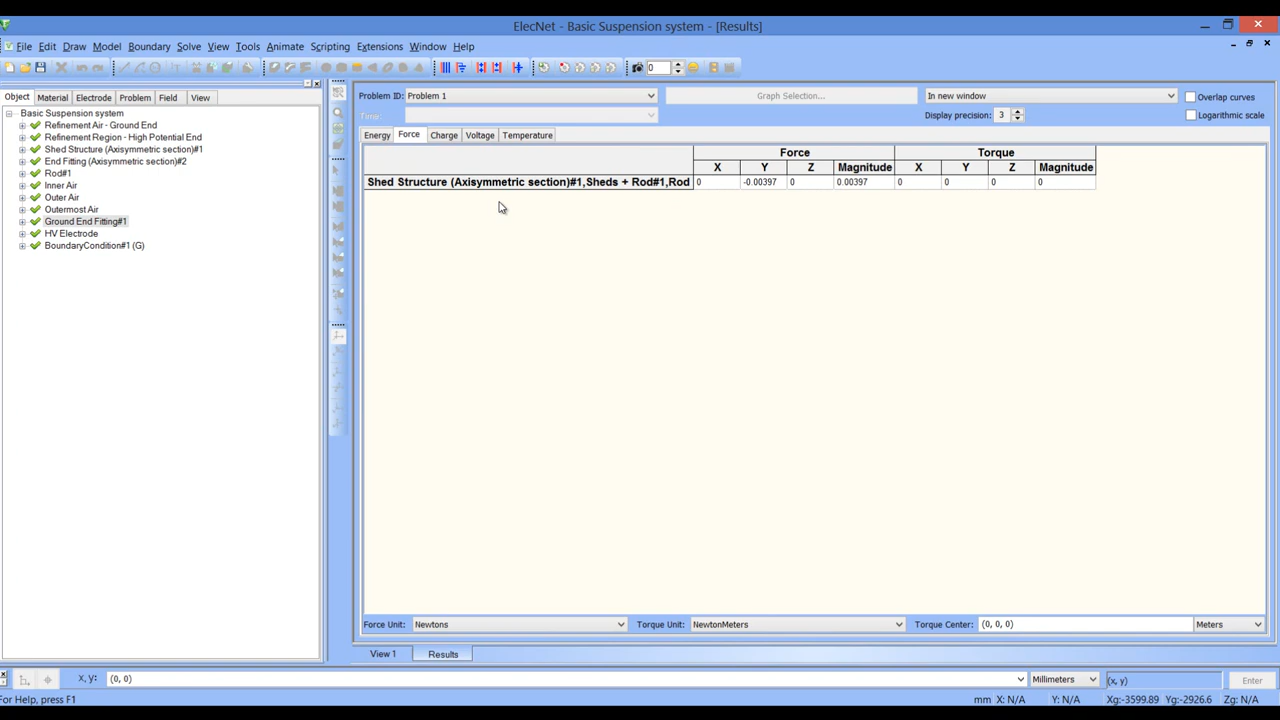 ElecNet - Basic Suspension system - [Results]
File Edit Draw Model Boundary Solve View Tools Animate Scripting Extensions Window Help
0
Object Material Electrode Problem Field View
Basic Suspension system
Refinement Air - Ground End
Refinement Region - High Potential End
Shed Structure (Axisymmetric section)#1
End Fitting (Axisymmetric section)#2
Rod#1
Inner Air
Outer Air
Outermost Air
Ground End Fitting#1
HV Electrode
BoundaryCondition#1 (G)
Problem ID: Problem 1 Graph Selection... In new window Overlap curves
Time: Display precision: 3 Logarithmic scale
Energy Force Charge Voltage Temperature
Force Torque
X Y Z Magnitude X Y Z Magnitude
Shed Structure (Axisymmetric section)#1,Sheds + Rod#1,Rod 0 -0.00397 0 0.00397 0 0 0 0
Force Unit: Newtons Torque Unit: NewtonMeters Torque Center: (0, 0, 0) Meters
View 1 Results
x, y: (0, 0) Millimeters (x, y) Enter
For Help, press F1 mm X: N/A Y: N/A Xg:-3599.89 Yg:-2926.6 Zg: N/A